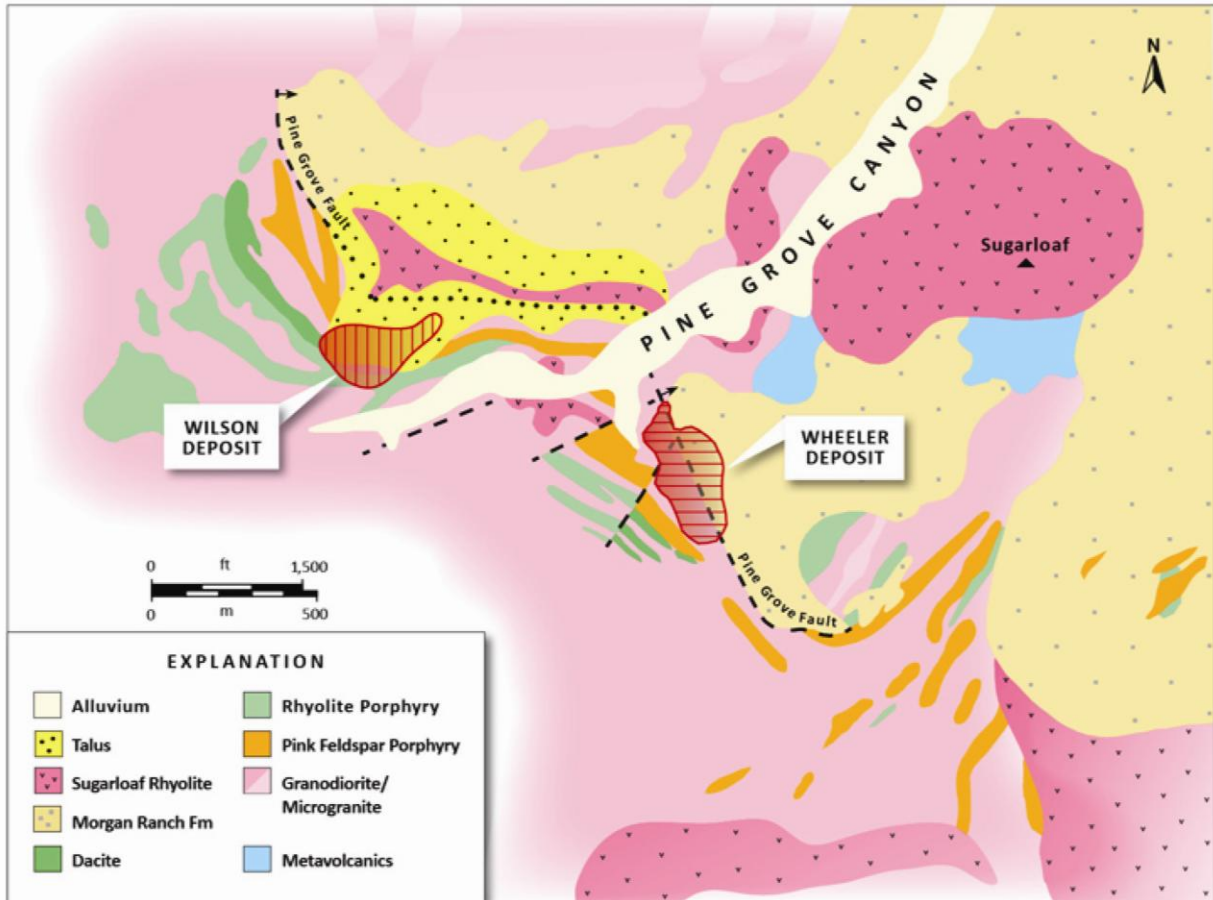 N
Pine Grove Fault
PINE GROVE CANYON
Sugarloaf
WILSON
DEPOSIT
WHEELER
DEPOSIT
Pine Grove Fault
0 ft 1,500
0 m 500
EXPLANATION
Alluvium
Talus
Sugarloaf Rhyolite
Morgan Ranch Fm
Dacite
Rhyolite Porphyry
Pink Feldspar Porphyry
Granodiorite/
Microgranite
Metavolcanics